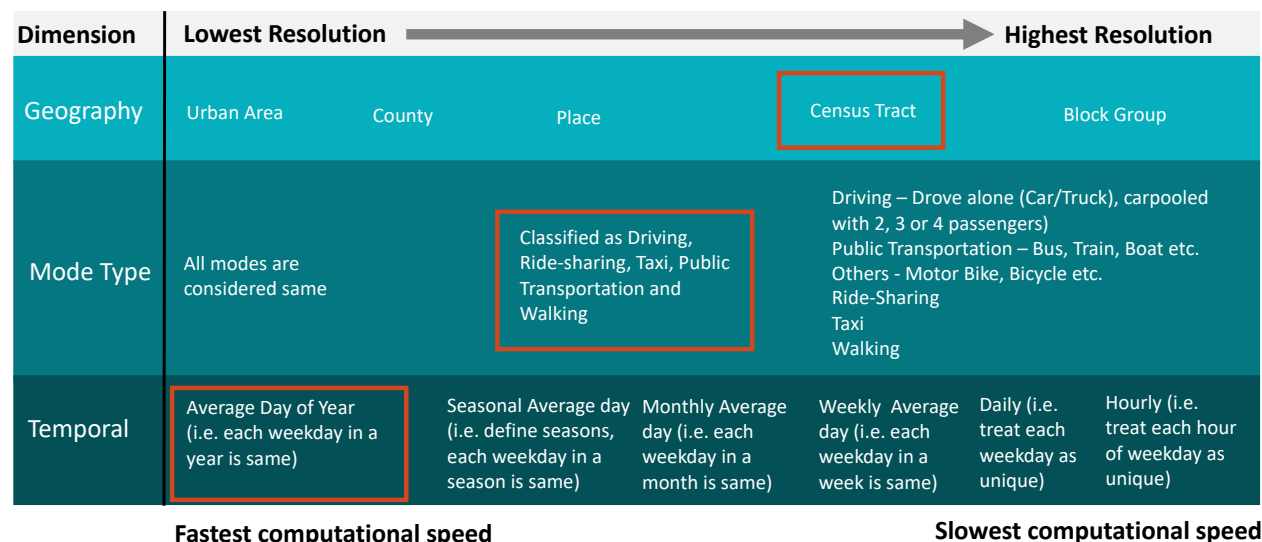 Dimension
Lowest Resolution
Highest Resolution
Geography
Urban Area
County
Place
Census Tract
Block Group
Mode Type
All modes are
considered same
Classified as Driving,
Ride-sharing, Taxi, Public
Transportation and
Walking
Driving – Drove alone (Car/Truck), carpooled
with 2, 3 or 4 passengers)
Public Transportation – Bus, Train, Boat etc.
Others - Motor Bike, Bicycle etc.
Ride-Sharing
Taxi
Walking
Temporal
Average Day of Year
(i.e. each weekday in a
year is same)
Seasonal Average day
(i.e. define seasons,
each weekday in a
season is same)
Monthly Average
day (i.e. each
weekday in a
month is same)
Weekly Average
day (i.e. each
weekday in a
week is same)
Daily (i.e.
treat each
weekday as
unique)
Hourly (i.e.
treat each hour
of weekday as
unique)
Fastest computational speed
Slowest computational speed